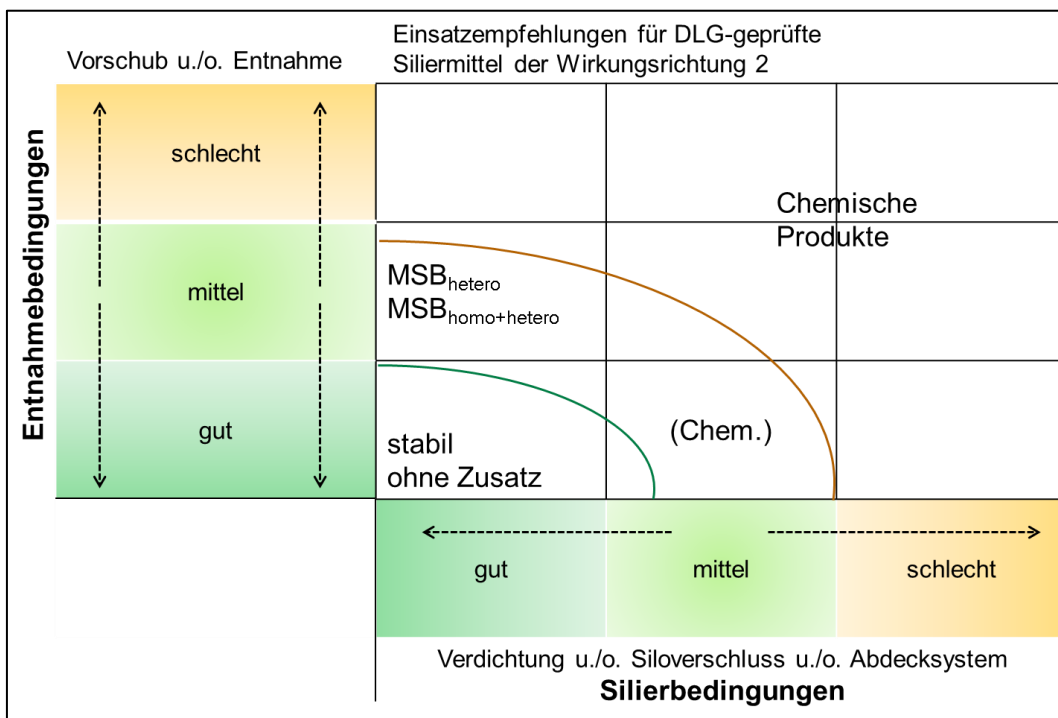 Vorschub u./o. Entnahme
Einsatzempfehlungen für DLG-geprüfte
Siliermittel der Wirkungsrichtung 2
Entnahmebedingungen
schlecht
mittel
gut
Chemische
Produkte
MSBhetero
MSBhomo+hetero
(Chem.)
stabil
ohne Zusatz
gut
mittel
schlecht
Verdichtung u./o. Siloverschluss u./o. Abdecksystem
Silierbedingungen